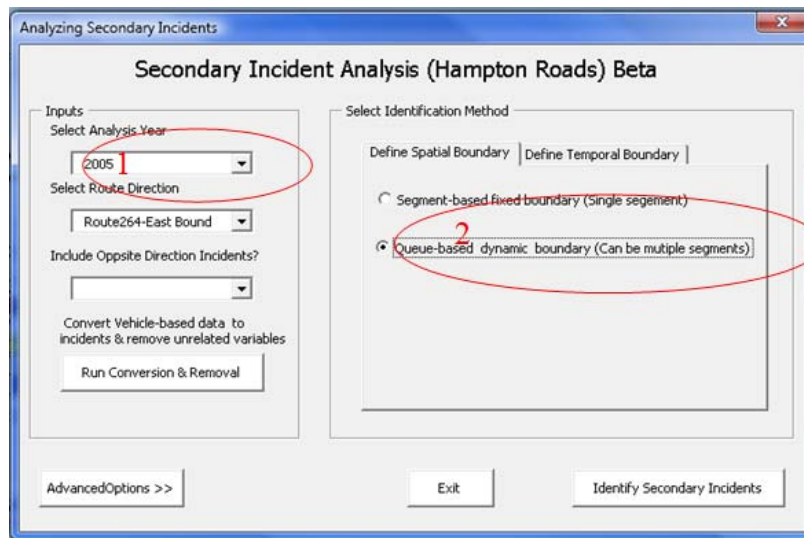 Analyzing Secondary Incidents
x
Secondary Incident Analysis (Hampton Roads) Beta
Inputs
Select Analysis Year
2005
1
Select Route Direction
Route264-East Bound
Include Oppsite Direction Incidents?
Convert Vehicle-based data to
incidents & remove unrelated variables
Run Conversion & Removal
Select Identification Method
Define Spatial Boundary
Define Temporal Boundary
Segment-based fixed boundary (Single segement)
2
Queue-based dynamic boundary (Can be mutiple segments)
AdvancedOptions >>
Exit
Identify Secondary Incidents